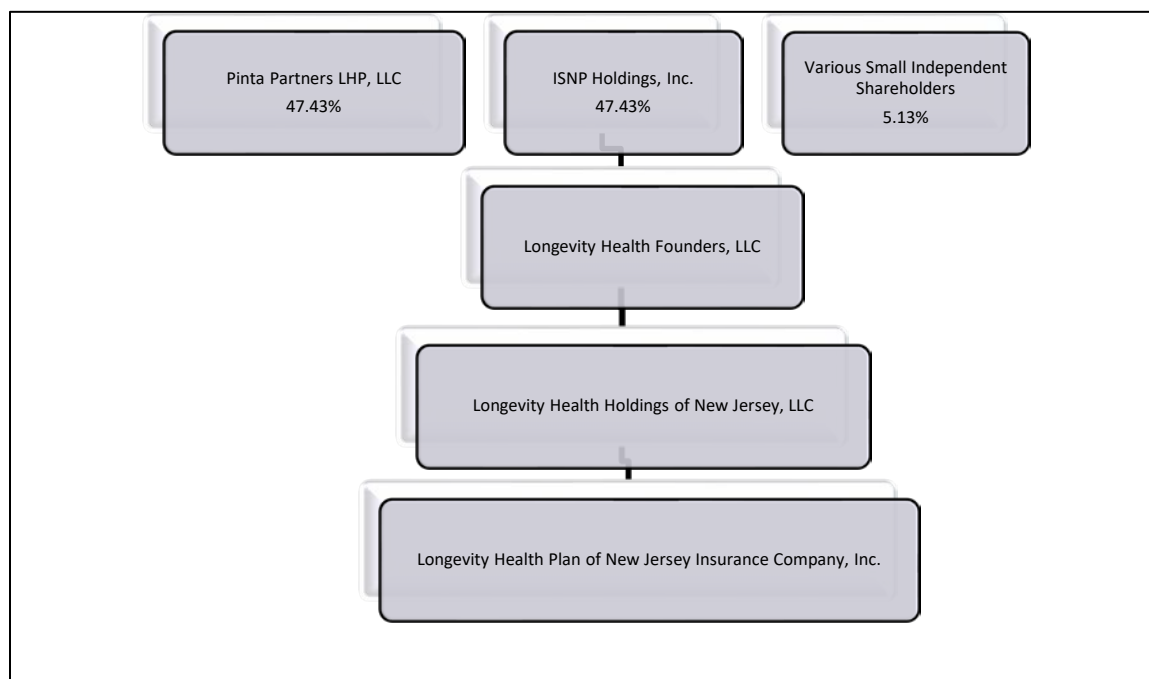 Pinta Partners LHP, LLC
47.43%
ISNP Holdings, Inc.
47.43%
Various Small Independent
Shareholders
5.13%
Longevity Health Founders, LLC
Longevity Health Holdings of New Jersey, LLC
Longevity Health Plan of New Jersey Insurance Company, Inc.